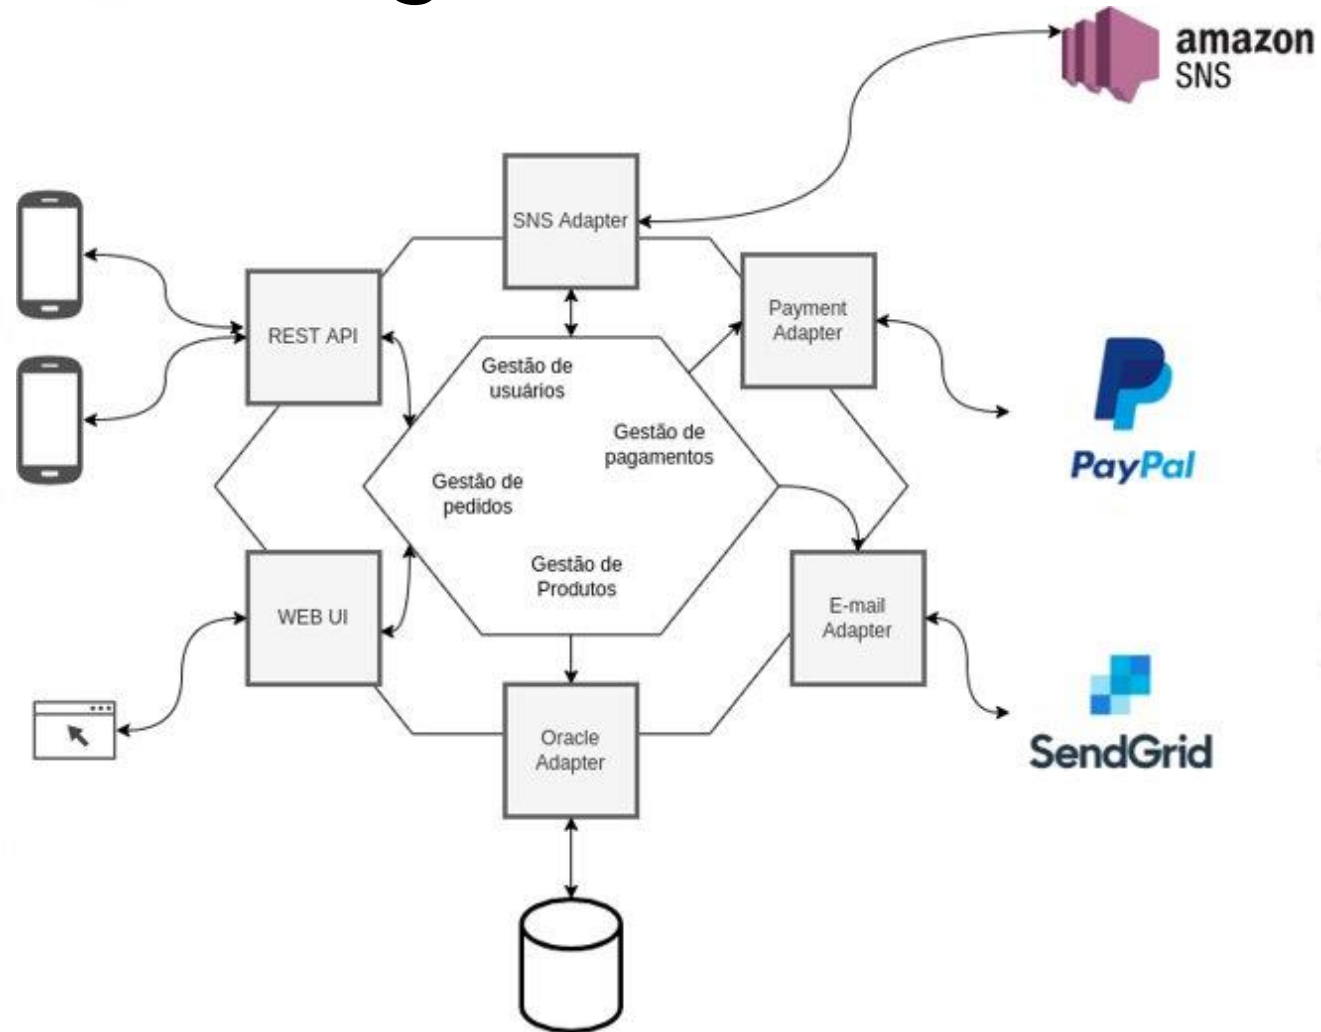 amazon
SNS
SNS Adapter
REST API
Payment
Adapter
Gestão de
usuários
Gestão de
pagamentos
PayPal
Gestão de
pedidos
Gestão de
Produtos
WEB UI
E-mail
Adapter
Oracle
Adapter
SendGrid